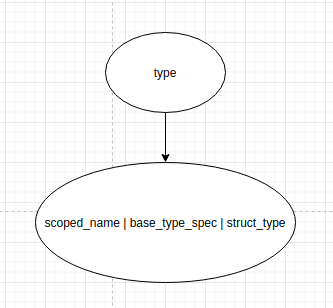 type
scoped_name | base_type_spec | struct_type